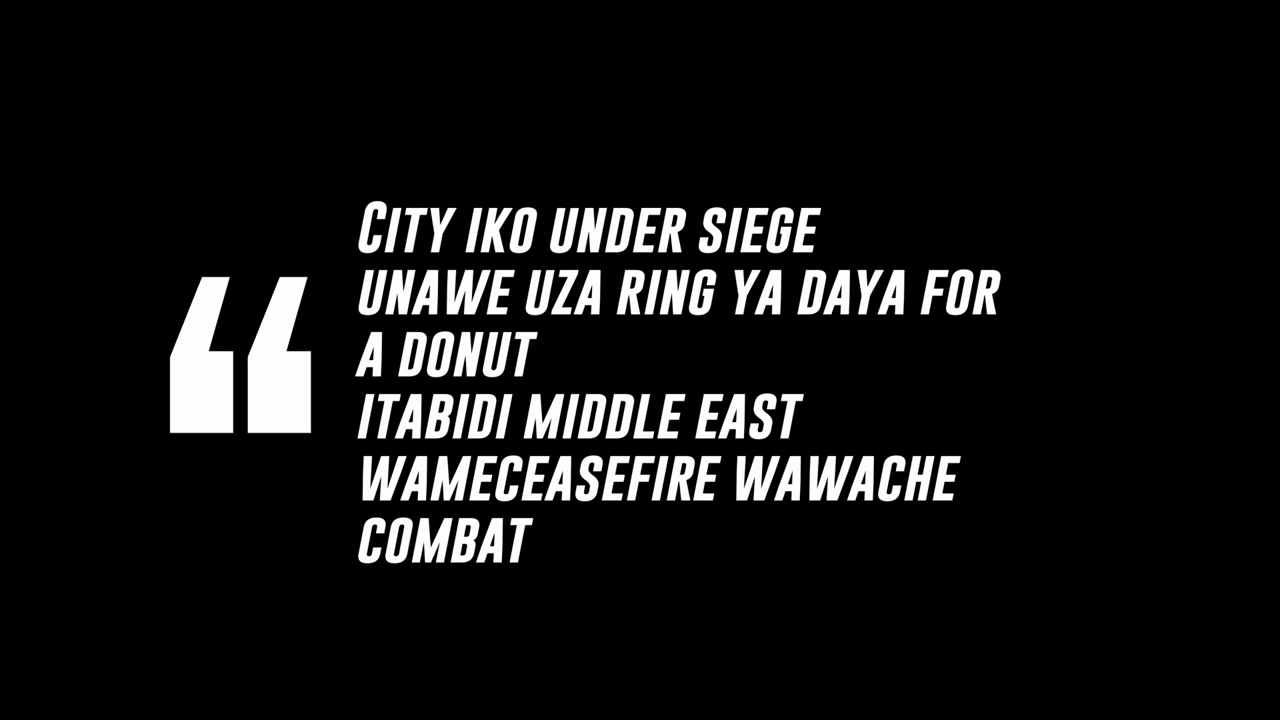 “
City iko under siege
unawe uza ring ya daya for
a donut
itabidi Middle East
wameceasefire wawache
combat